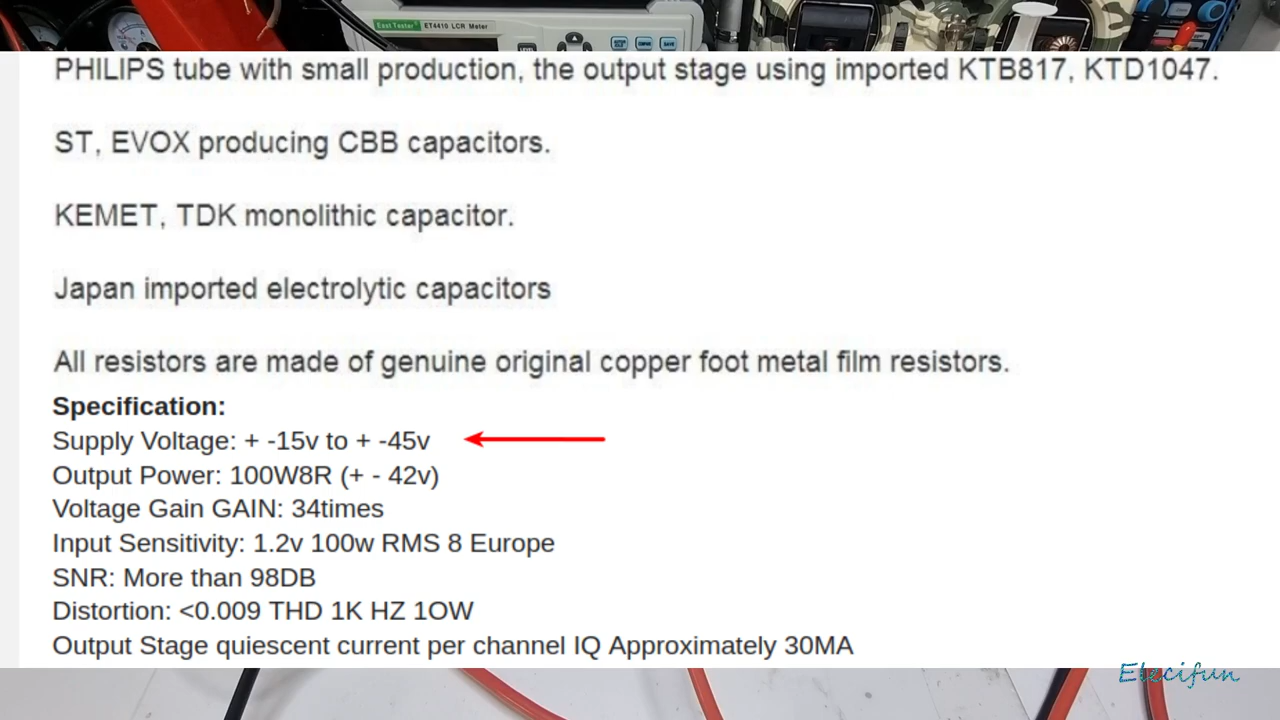 East Tester ET4410 LCR Meter
LEVEL
PHILIPS tube with small production, the output stage using imported KTB817, KTD1047.
ST, EVOX producing CBB capacitors.
KEMET, TDK monolithic capacitor.
Japan imported electrolytic capacitors
All resistors are made of genuine original copper foot metal film resistors.
Specification:
Supply Voltage: + -15v to + -45v
Output Power: 100W8R (+ - 42v)
Voltage Gain GAIN: 34times
Input Sensitivity: 1.2v 100w RMS 8 Europe
SNR: More than 98DB
Distortion: <0.009 THD 1K HZ 1OW
Output Stage quiescent current per channel IQ Approximately 30MA
Elecifun